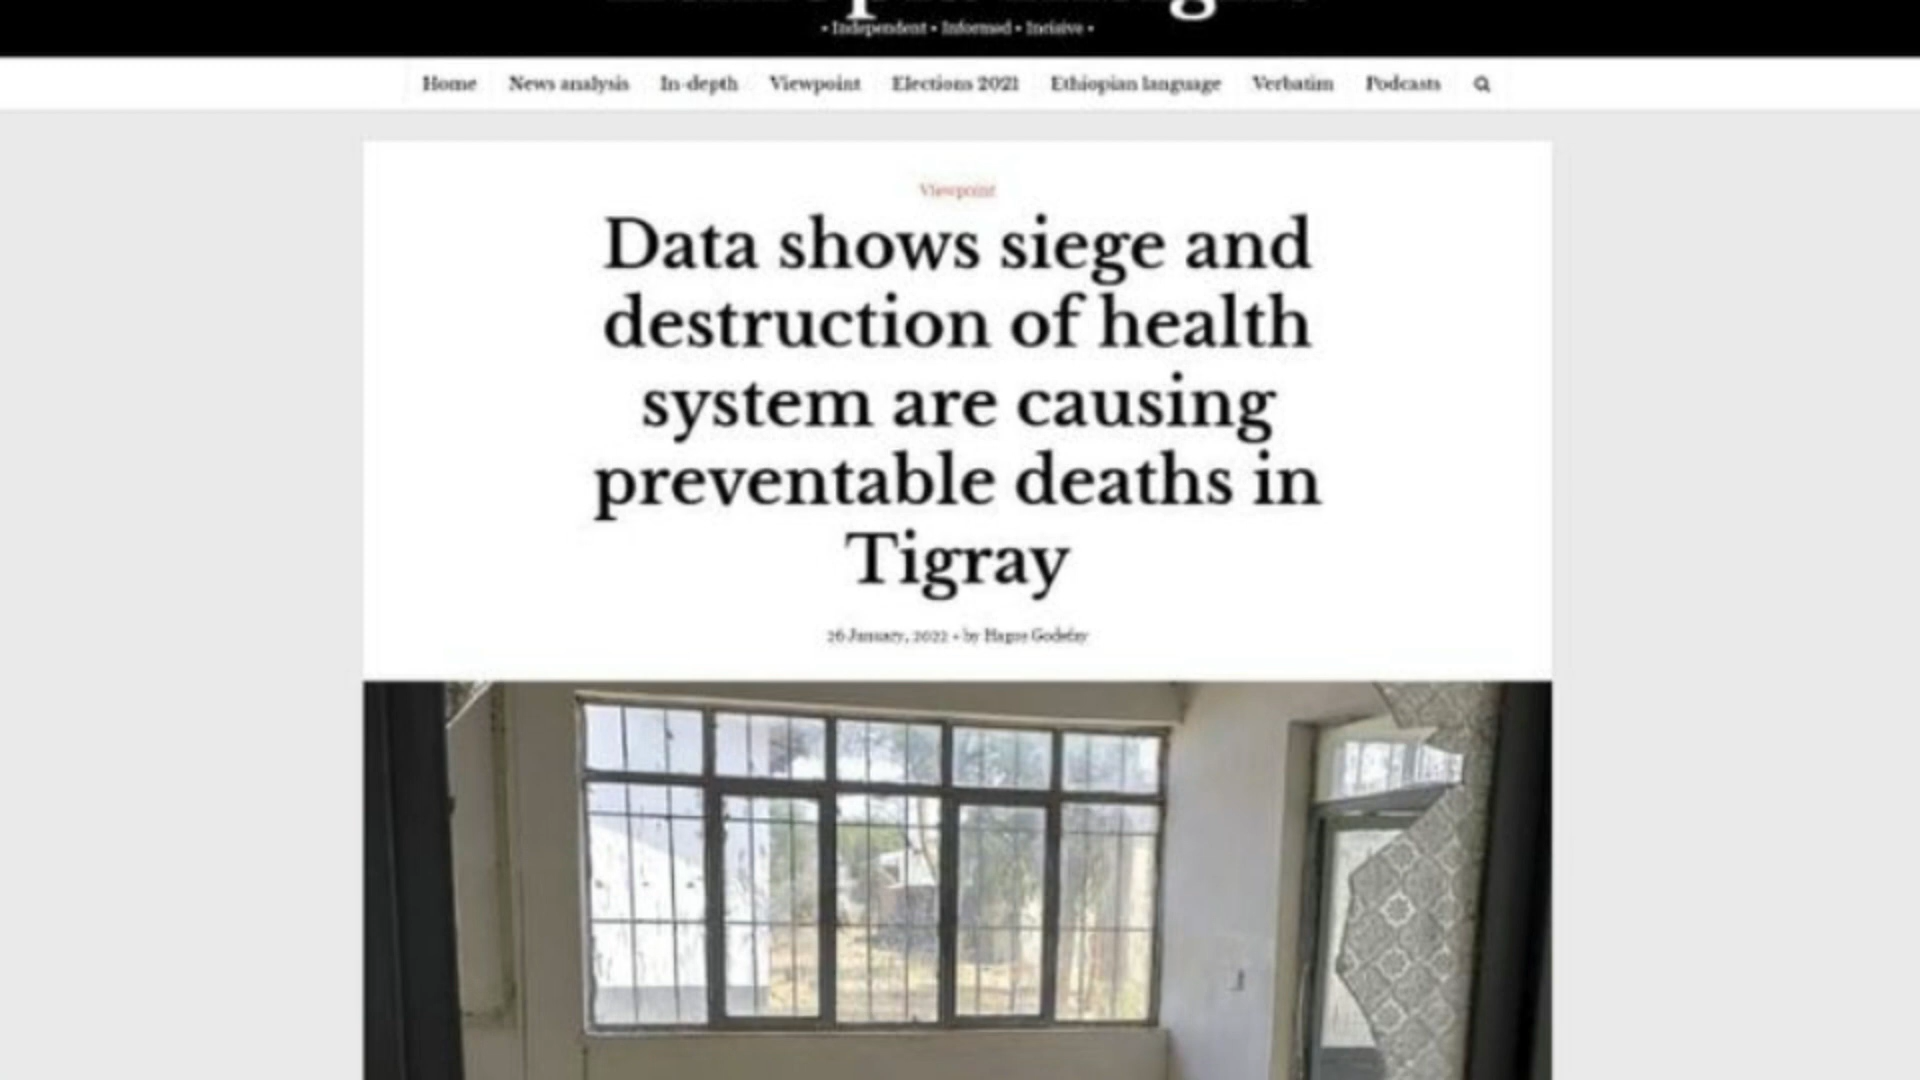 • Independent • Informed • Incisive •
Home News analysis In-depth Viewpoint Elections 2021 Ethiopian language Verbatim Podcasts
Viewpoint
Data shows siege and
destruction of health
system are causing
preventable deaths in
Tigray
26 January, 2022 • by Hagos Godefay